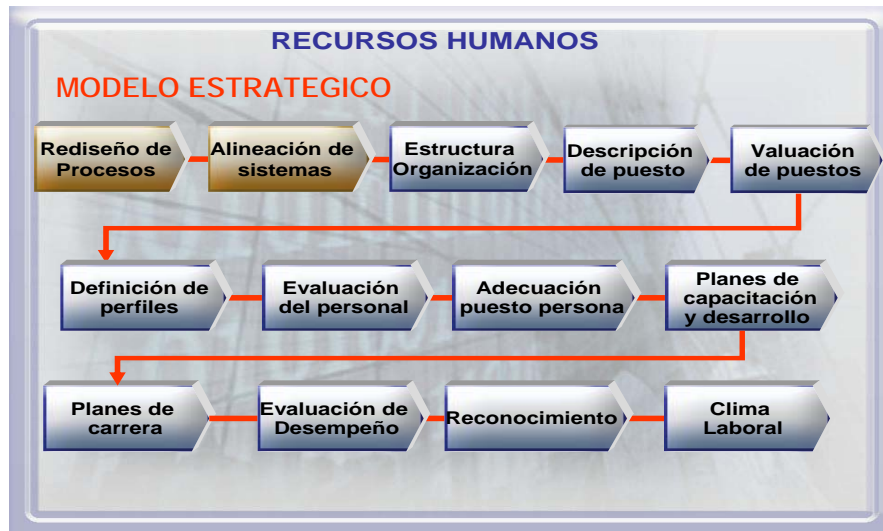 RECURSOS HUMANOS
MODELO ESTRATEGICO
Rediseño de
Procesos
Alineación de
sistemas
Estructura
Organización
Descripción
de puesto
Valuación
de puestos
Definición de
perfiles
Evaluación
del personal
Adecuación
puesto persona
Planes de
capacitación
y desarrollo
Planes de
carrera
Evaluación de
Desempeño
Reconocimiento
Clima
Laboral